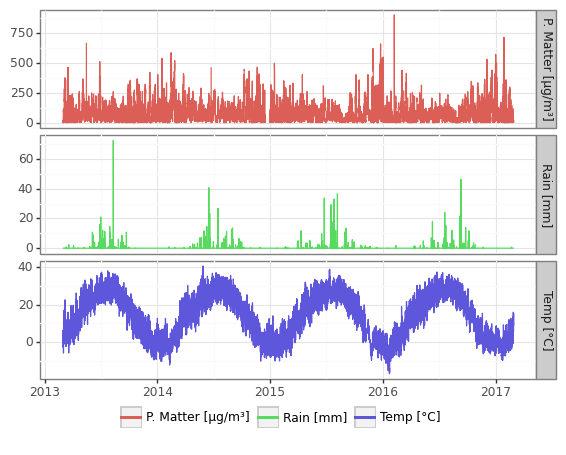 750
500
250
0
P. Matter [µg/m³]
60
40
20
0
Rain [mm]
40
20
0
Temp [°C]
2013 2014 2015 2016 2017
P. Matter [µg/m³] Rain [mm] Temp [°C]